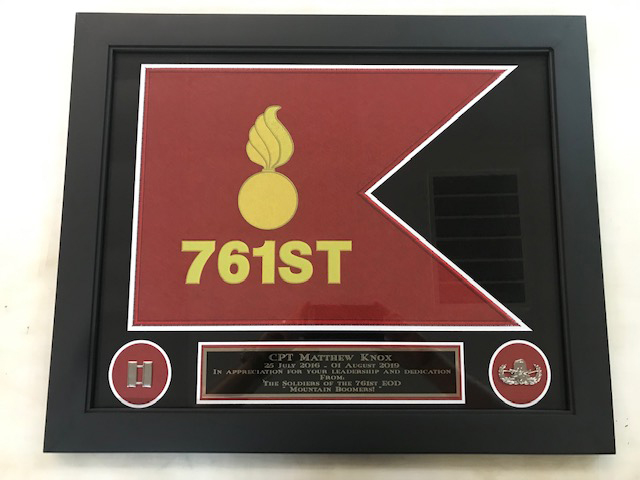 761ST
CPT Matthew Knox
25 July 2016 - 01 August 2019
In appreciation for your leadership and dedication
From:
The Soldiers of the 761st EOD
"Mountain Boomers!"